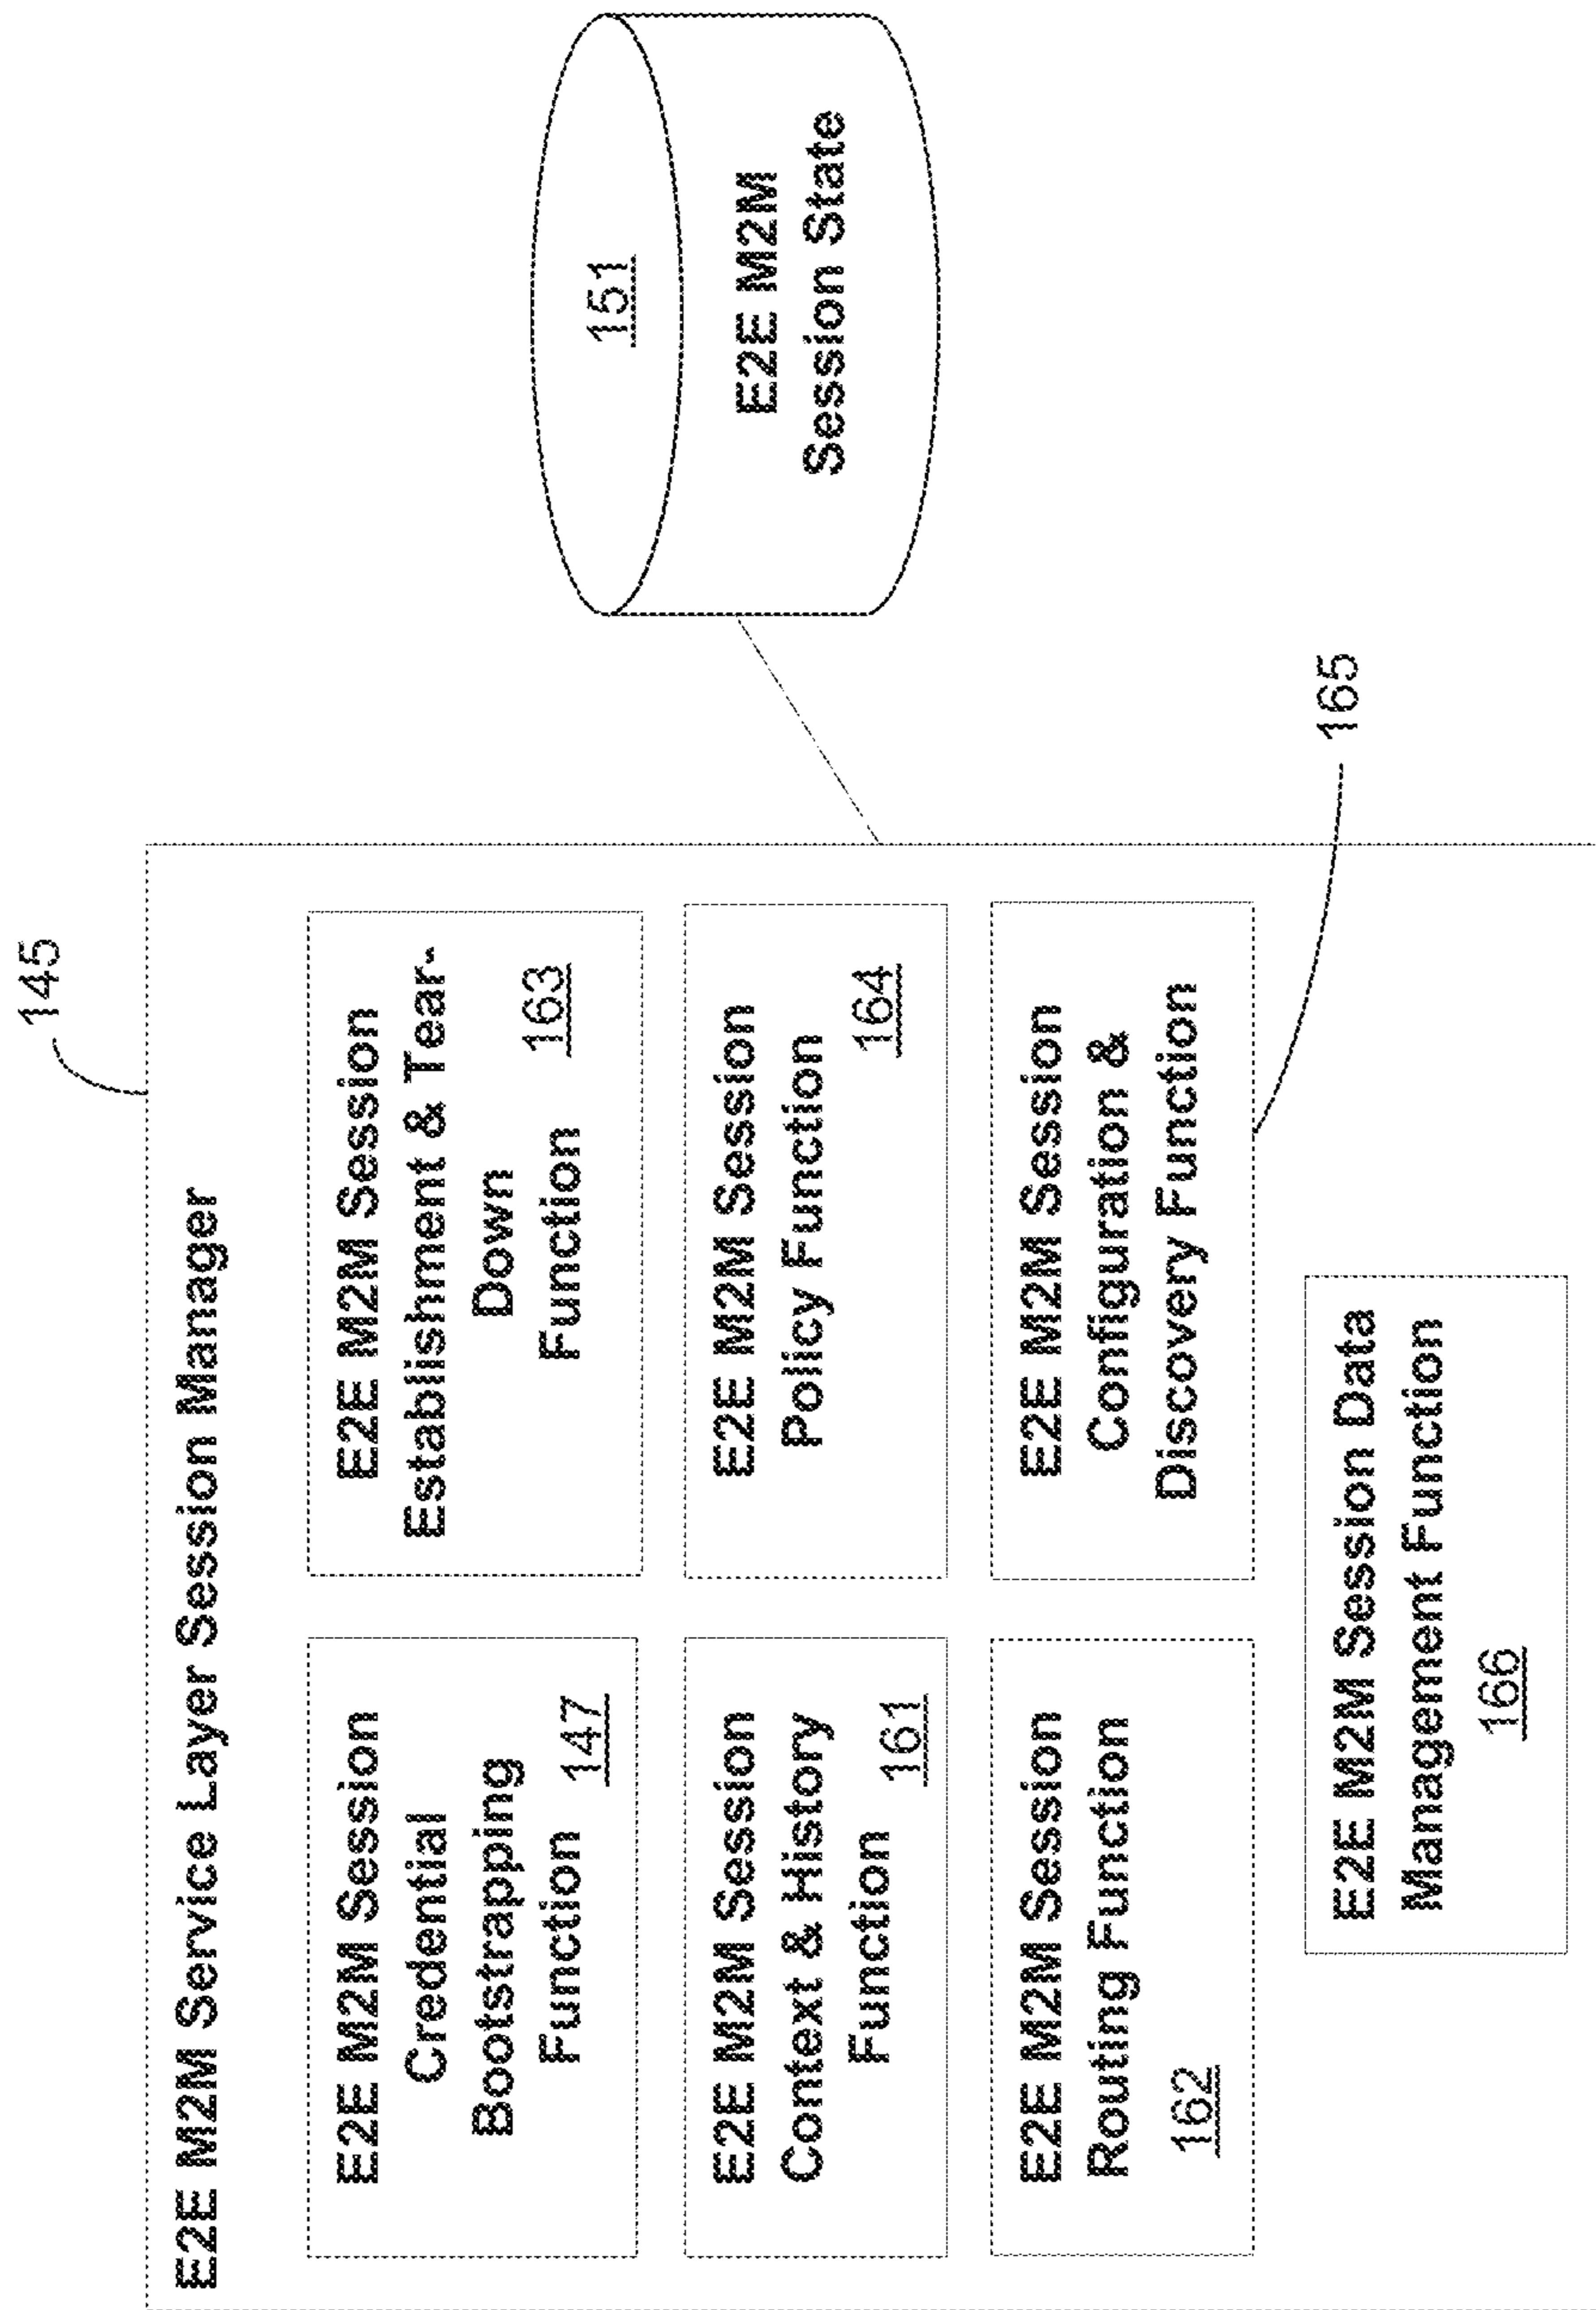 145
E2E M2M Service Layer Session Manager
E2E M2M Session
Credential
Bootstrapping
Function
147
E2E M2M Session
Establishment & Tear-
Down
Function
163
E2E M2M Session
Context & History
Function
161
E2E M2M Session
Policy Function
164
E2E M2M Session
Routing Function
162
E2E M2M Session
Configuration &
Discovery Function
165
E2E M2M Session Data
Management Function
166
151
E2E M2M
Session State